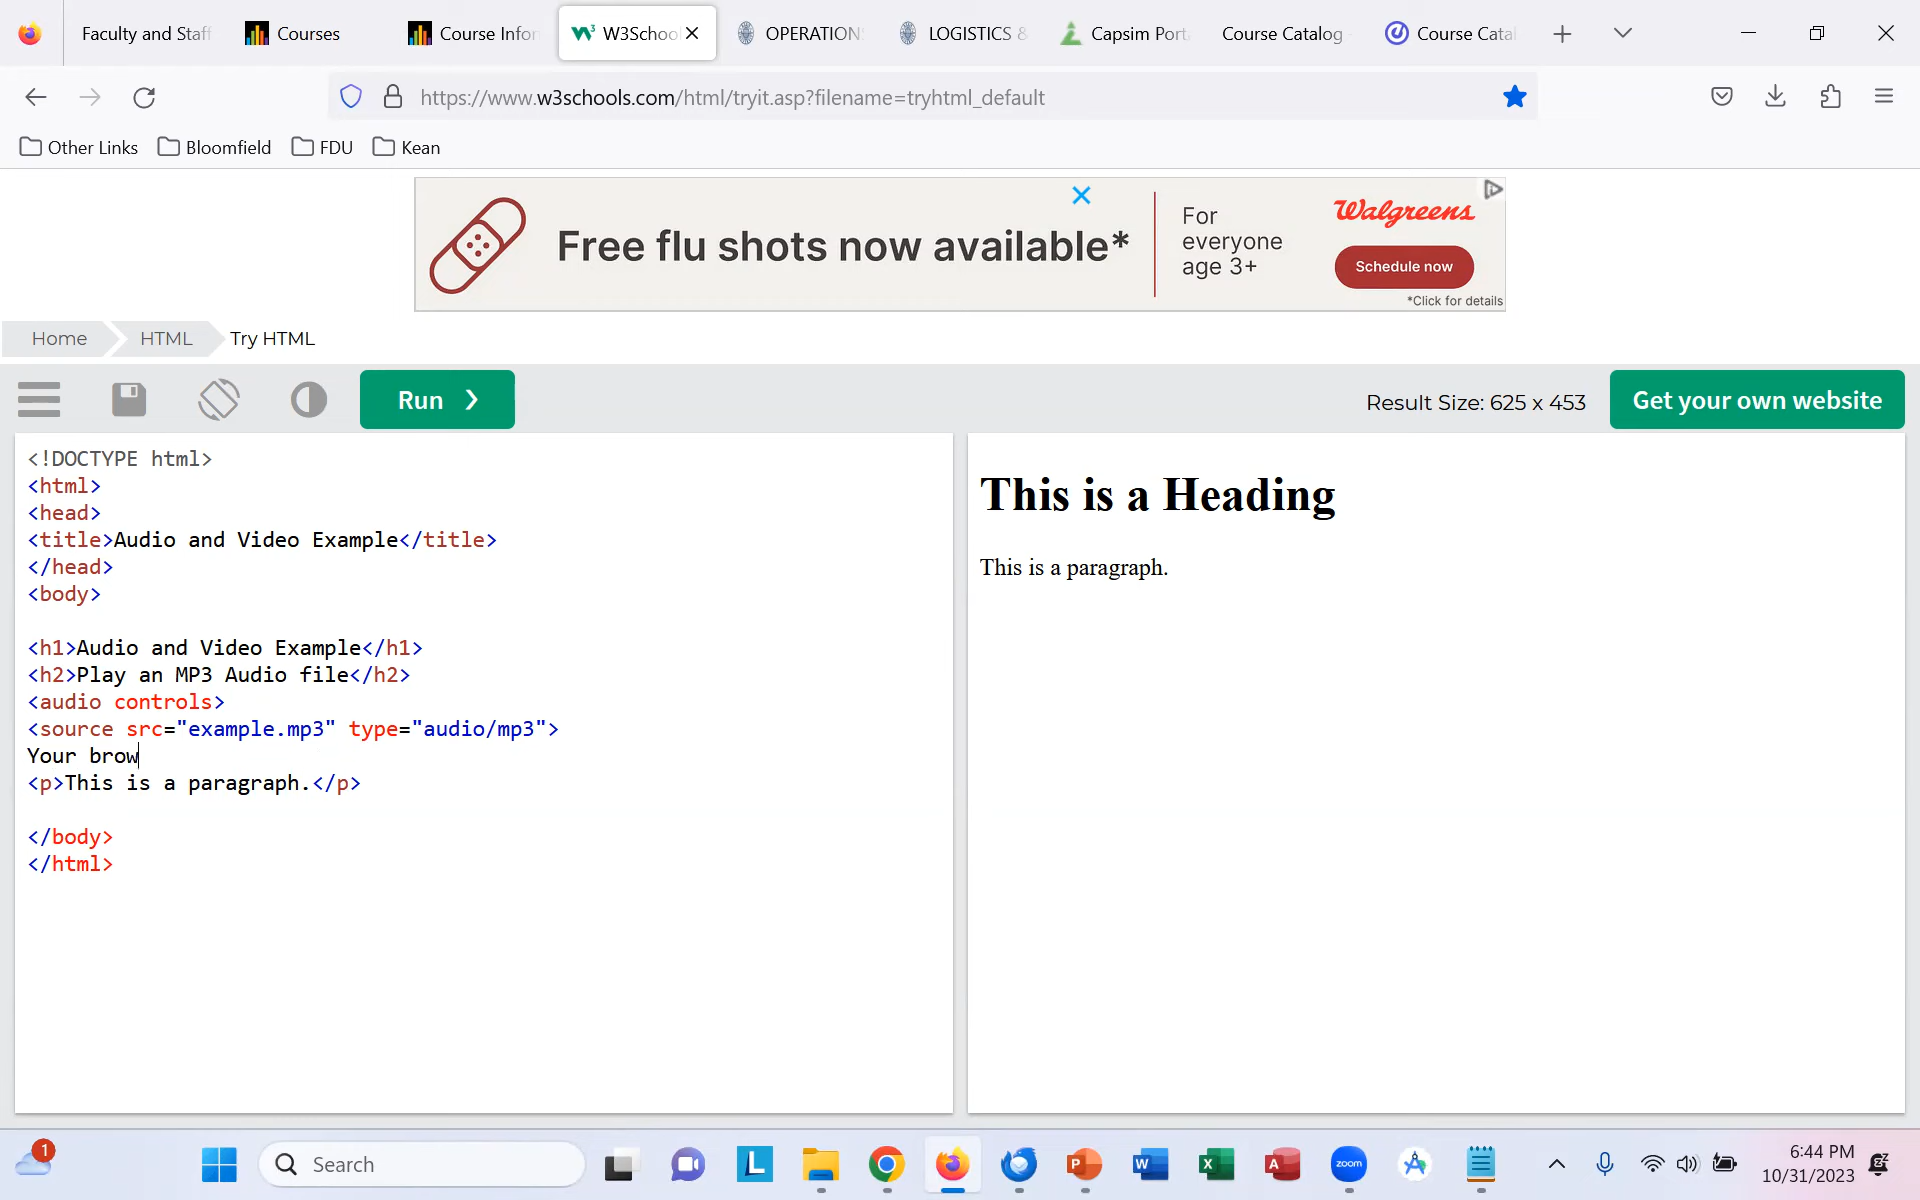 Faculty and Staff
Courses
Course Infor
W3Schoo
OPERATION
LOGISTICS &
Capsim Port
Course Catalog
Course Cata
https://www.w3schools.com/html/tryit.asp?filename=tryhtml_default
Other Links
Bloomfield
FDU
Kean
Free flu shots now available*
For
everyone
age 3+
Walgreens
Schedule now
*Click for details
Home
HTML
Try HTML
Run ❯
Result Size: 625 x 453
Get your own website
<!DOCTYPE html>
<html>
<head>
<title>Audio and Video Example</title>
</head>
<body>
<h1>Audio and Video Example</h1>
<h2>Play an MP3 Audio file</h2>
<audio controls>
<source src="example.mp3" type="audio/mp3">
Your brow
<p>This is a paragraph.</p>
</body>
</html>
This is a Heading
This is a paragraph.
1
Search
L
P
W
X
A
zoom
6:44 PM
10/31/2023